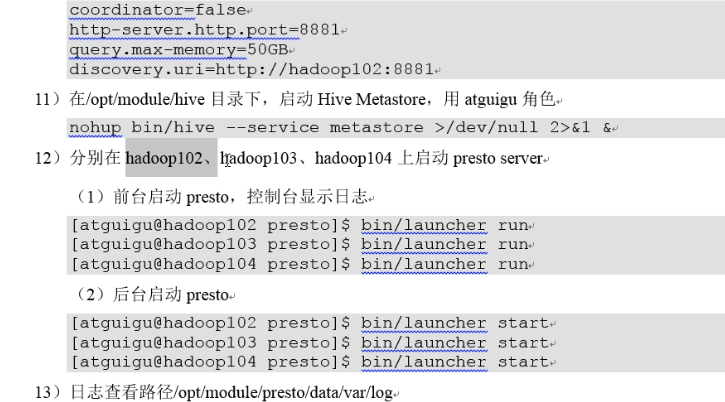 coordinator=false
http-server.http.port=8881
query.max-memory=50GB
discovery.uri=http://hadoop102:8881
11）在/opt/module/hive 目录下，启动 Hive Metastore，用 atguigu 角色
nohup bin/hive --service metastore >/dev/null 2>&1 &
12）分别在 hadoop102、hadoop103、hadoop104 上启动 presto server
（1）前台启动 presto，控制台显示日志
[atguigu@hadoop102 presto]$ bin/launcher run
[atguigu@hadoop103 presto]$ bin/launcher run
[atguigu@hadoop104 presto]$ bin/launcher run
（2）后台启动 presto
[atguigu@hadoop102 presto]$ bin/launcher start
[atguigu@hadoop103 presto]$ bin/launcher start
[atguigu@hadoop104 presto]$ bin/launcher start
13）日志查看路径/opt/module/presto/data/var/log